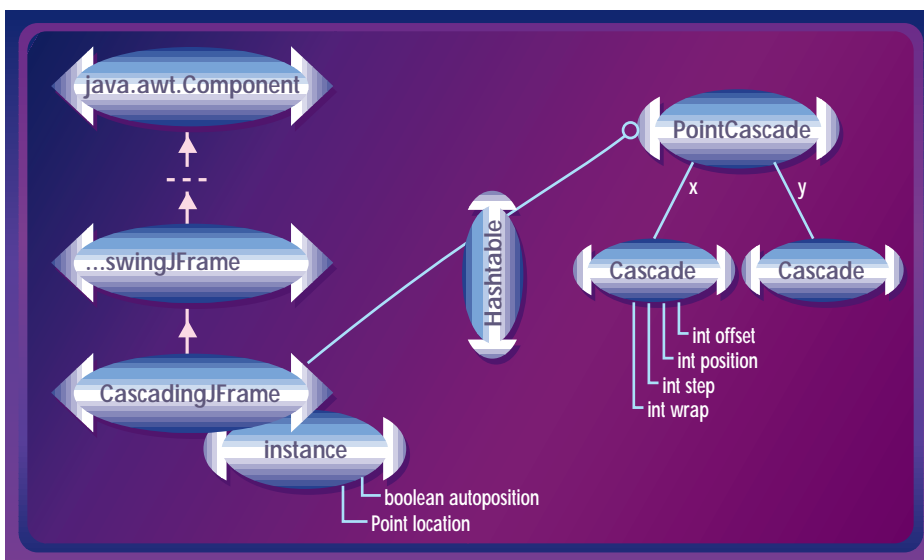 java.awt.Component
PointCascade
x
y
Hashtable
...swingJFrame
Cascade
Cascade
int offset
int position
int step
int wrap
CascadingJFrame
instance
boolean autoposition
Point location